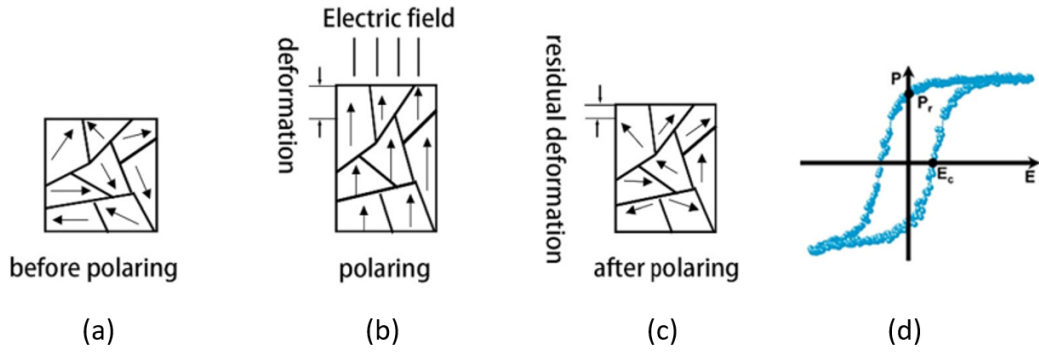 before polaring
(a)
Electric field
deformation
polaring
(b)
residual deformation
after polaring
(c)
P
Pr
Ec
E
(d)